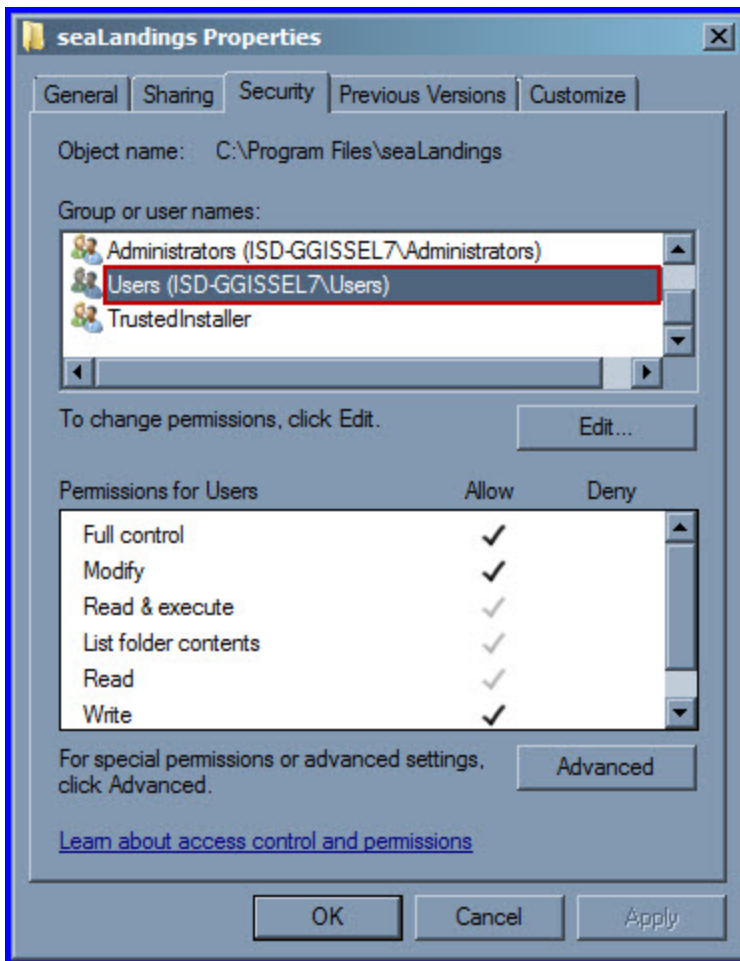 seaLandings Properties
General Sharing Security Previous Versions Customize
Object name: C:\Program Files\seaLandings
Group or user names:
Administrators (ISD-GGISSEL7\Administrators)
Users (ISD-GGISSEL7\Users)
TrustedInstaller
To change permissions, click Edit.
Edit...
Permissions for Users Allow Deny
Full control
Modify
Read & execute
List folder contents
Read
Write
For special permissions or advanced settings,
click Advanced.
Advanced
Learn about access control and permissions
OK Cancel Apply